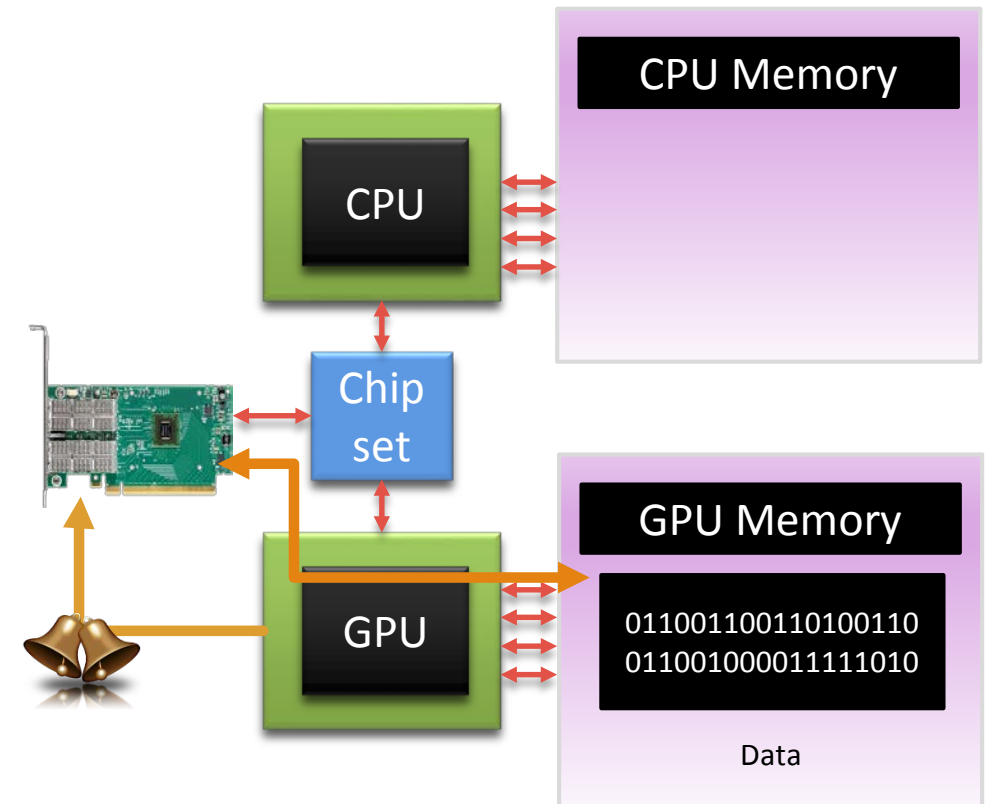 CPU Memory
CPU
Chip
set
GPU Memory
GPU
011001100110100110
011001000011111010
Data